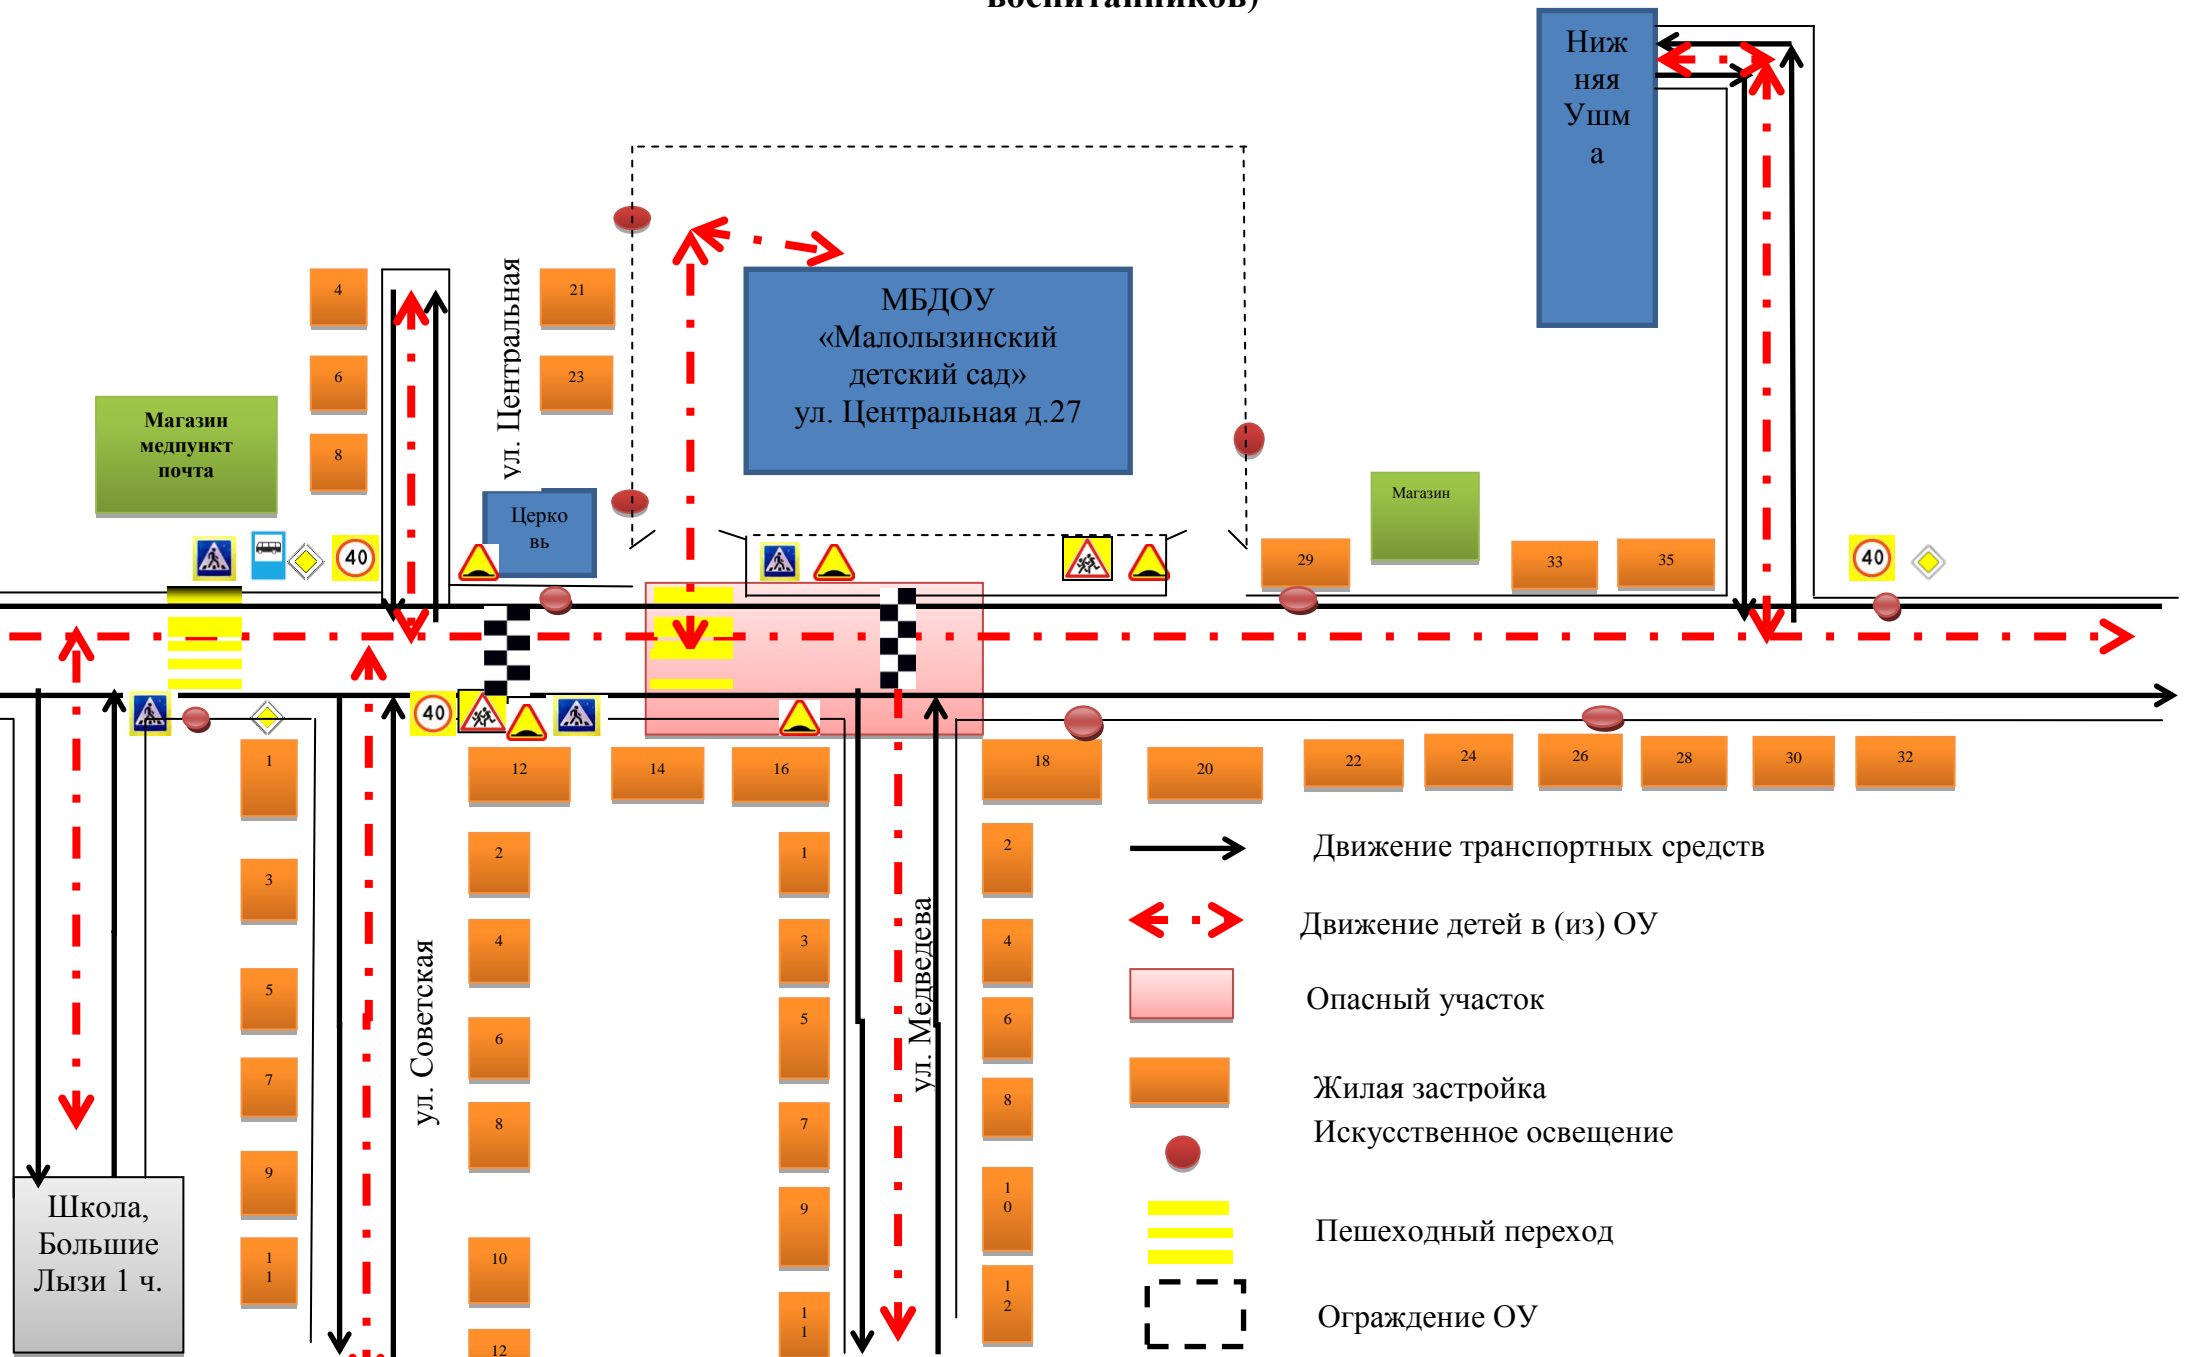 воспитанников)
Ниж
няя
Ушм
а
4
6
8
ул. Центральная
21
23
МБДОУ
«Малолызинский
детский сад»
ул. Центральная д.27
Магазин
медпункт
почта
Церко
вь
Магазин
40
29
33
35
40
40
1
3
5
7
9
1
1
ул. Советская
12
14
16
18
20
22
24
26
28
30
32
2
4
6
8
10
12
1
3
5
7
9
1
1
ул. Медведева
2
4
6
8
1
0
1
2
Школа,
Большие
Лызи 1 ч.
Движение транспортных средств
Движение детей в (из) ОУ
Опасный участок
Жилая застройка
Искусственное освещение
Пешеходный переход
Ограждение ОУ